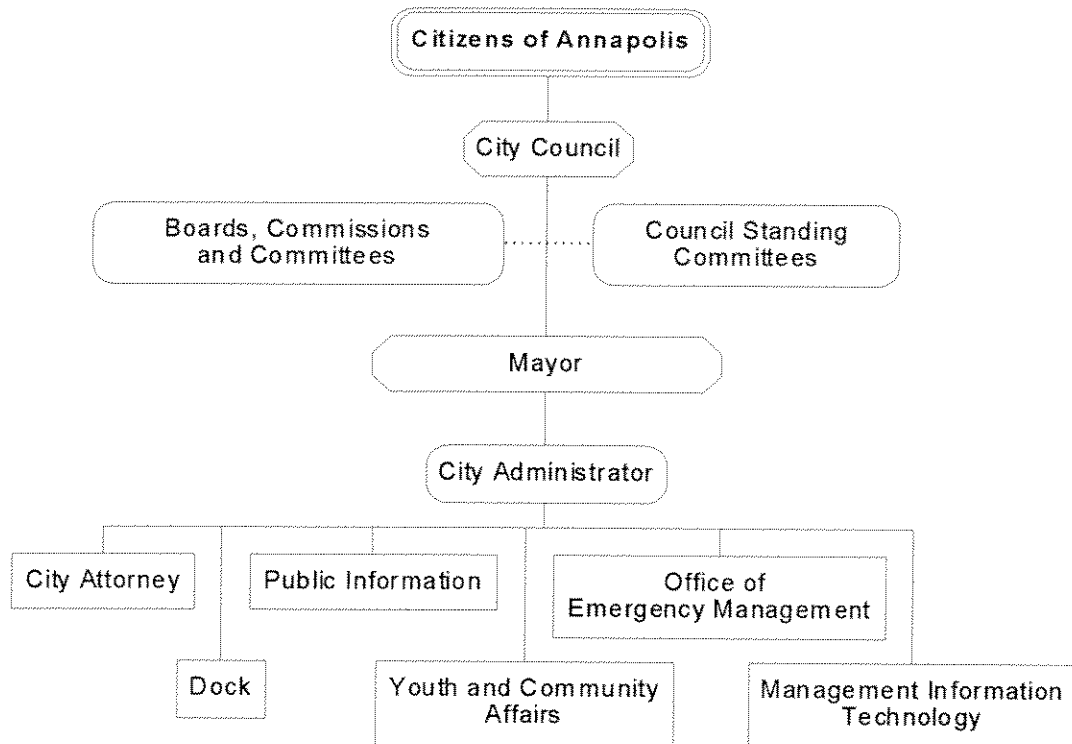 Citizens of Annapolis
City Council
Boards, Commissions
and Committees
Council Standing
Committees
Mayor
City Administrator
City Attorney
Public Information
Office of
Emergency Management
Dock
Youth and Community
Affairs
Management Information
Technology